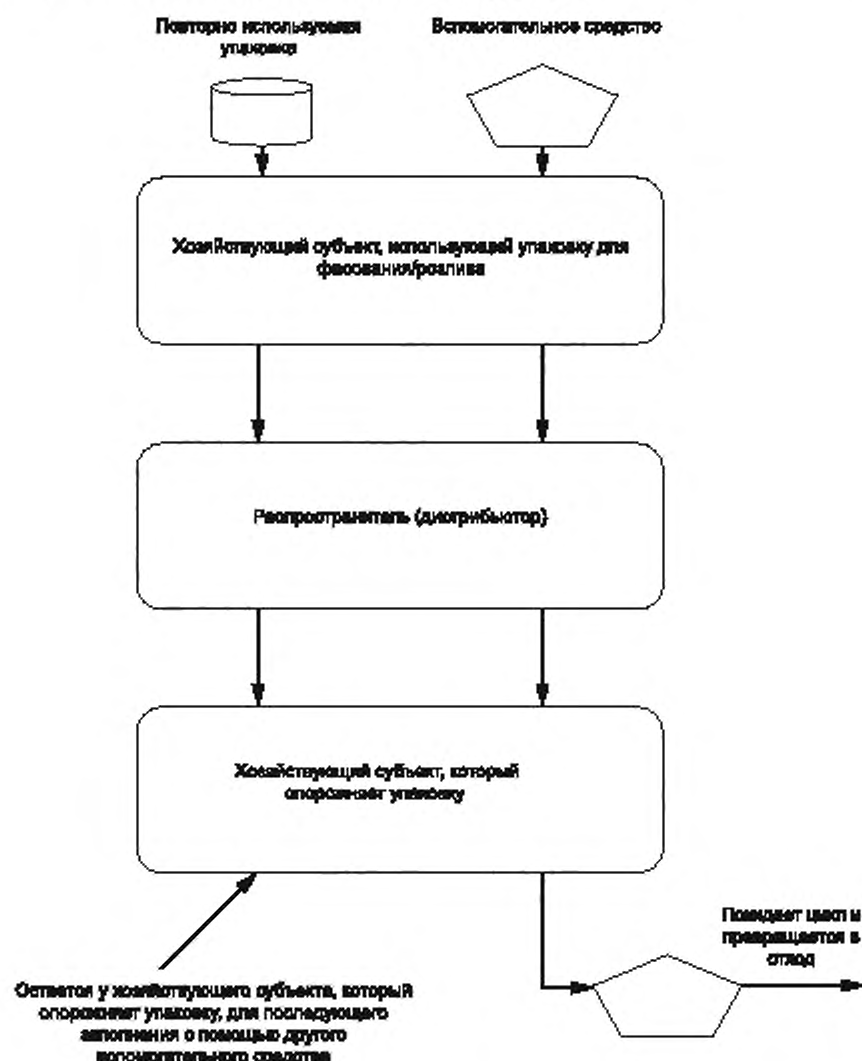 Повторно используемая
упаковка
Вспомогательное средство
Хозяйствующий субъект, использующей упаковку для
фасования/розлива
Распространитель (дистрибьютор)
Хозяйствующий субъект, который
опорожняет упаковку
Покидает цикл и
превращается в
отход
Остается у хозяйствующего субъекта, который
опорожняет упаковку, для последующего
заполнения с помощью другого
вспомогательного средства